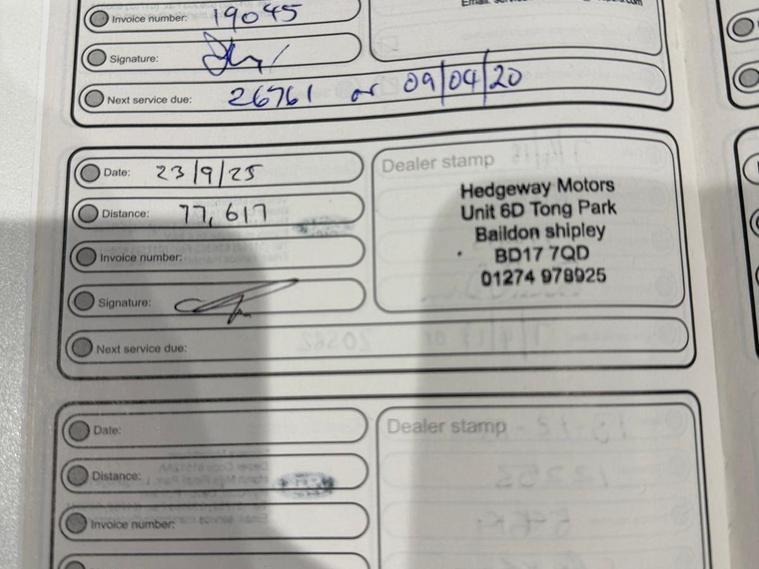 Invoice number: 19045
Signature:
Next service due: 26761 or 09/04/20
Date: 23/9/25
Distance: 77,617
Invoice number:
Signature:
Next service due:
Dealer stamp
Hedgeway Motors
Unit 6D Tong Park
Baildon shipley
BD17 7QD
01274 978925
Date:
Distance:
Invoice number:
Dealer stamp